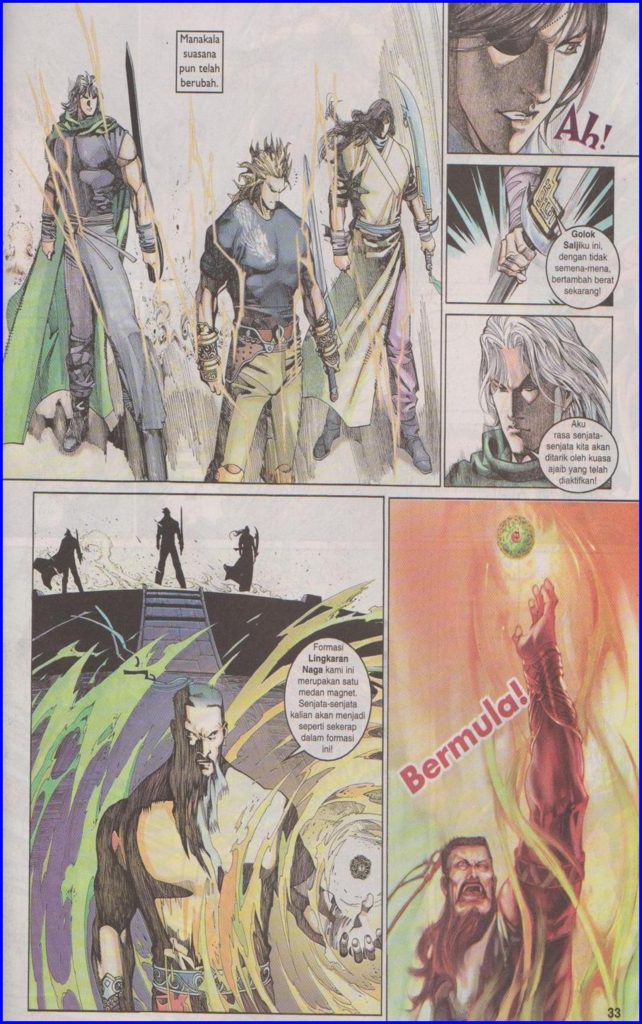 Manakala
suasana
pun telah
berubah.
Ah!
Golok
Saljiku ini,
dengan tidak
semena-mena,
bertambah berat
sekarang!
Aku
rasa senjata-
senjata kita akan
ditarik oleh kuasa
ajaib yang telah
diaktifkan!
Formasi
Lingkaran
Naga kami ini
merupakan satu
medan magnet.
Senjata-senjata
kalian akan menjadi
seperti sekerap
dalam formasi
ini!
Bermula!
33